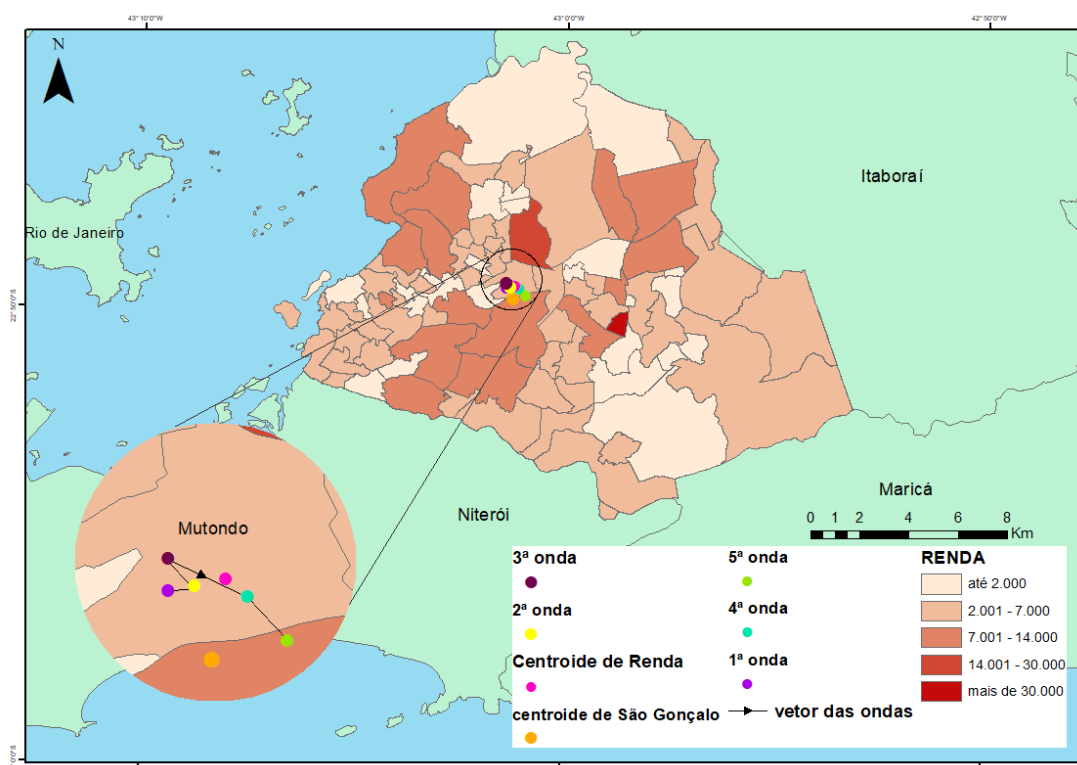 43°10'0"W
43°0'0"W
42°50'0"W
N
Itaboraí
Rio de Janeiro
22°50'0"S
Maricá
Niterói
Mutondo
0 1 2 4 6 8
Km
3ª onda
2ª onda
Centroide de Renda
centroide de São Gonçalo
5ª onda
4ª onda
1ª onda
vetor das ondas
RENDA
até 2.000
2.001 - 7.000
7.001 - 14.000
14.001 - 30.000
mais de 30.000